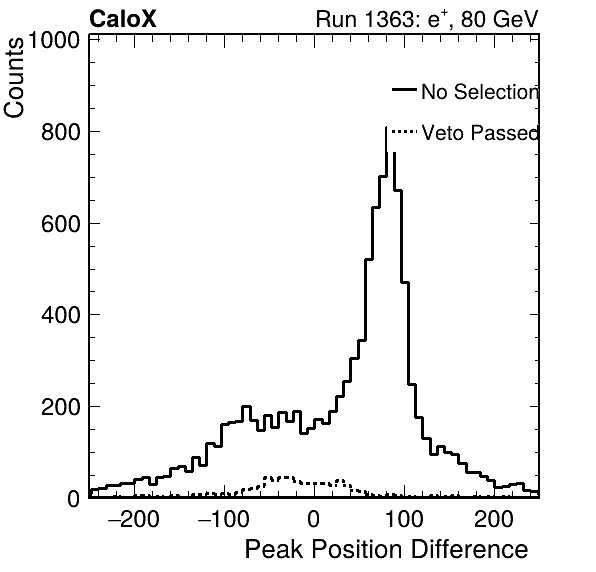 CaloX Run 1363: e⁺, 80 GeV
Counts
1000
800
600
400
200
0
No Selection
Veto Passed
−200 −100 0 100 200
Peak Position Difference